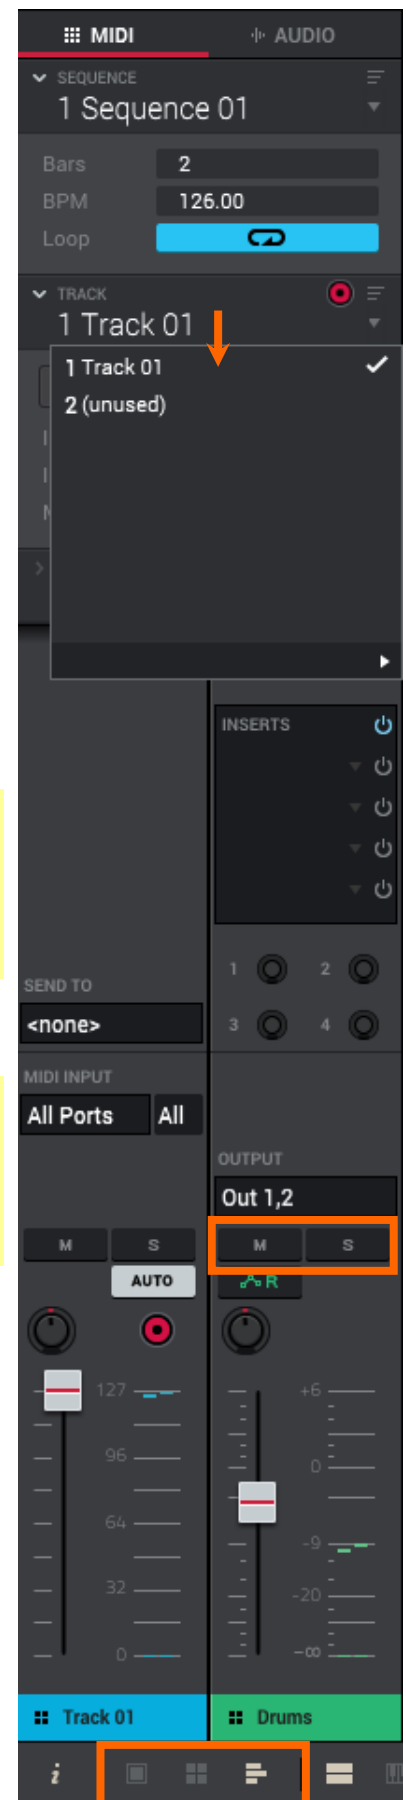 MIDI AUDIO
SEQUENCE
1 Sequence 01
Bars 2
BPM 126.00
Loop
TRACK
1 Track 01
1 Track 01
2 (unused)
INSERTS
1 2
3 4
SEND TO
<none>
MIDI INPUT
All Ports All
OUTPUT
Out 1,2
M S M S
AUTO R
127 +6
96 0
64 -9
32 -20
0 -∞
Track 01 Drums
i